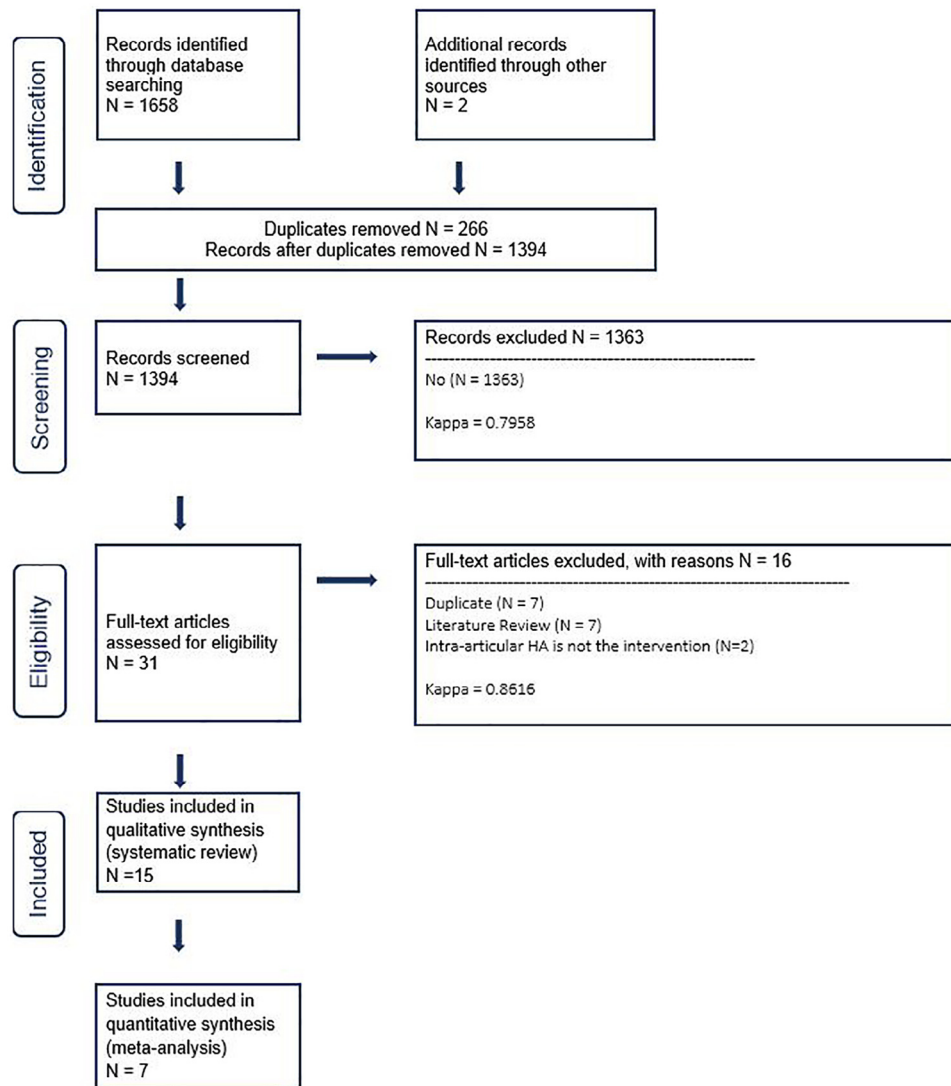 Identification
Records identified
through database
searching
N = 1658
Additional records
identified through other
sources
N = 2
Duplicates removed N = 266
Records after duplicates removed N = 1394
Screening
Records screened
N = 1394
Records excluded N = 1363
No (N = 1363)
Kappa = 0.7958
Eligibility
Full-text articles
assessed for eligibility
N = 31
Full-text articles excluded, with reasons N = 16
Duplicate (N = 7)
Literature Review (N = 7)
Intra-articular HA is not the intervention (N=2)
Kappa = 0.8616
Included
Studies included in
qualitative synthesis
(systematic review)
N =15
Studies included in
quantitative synthesis
(meta-analysis)
N = 7